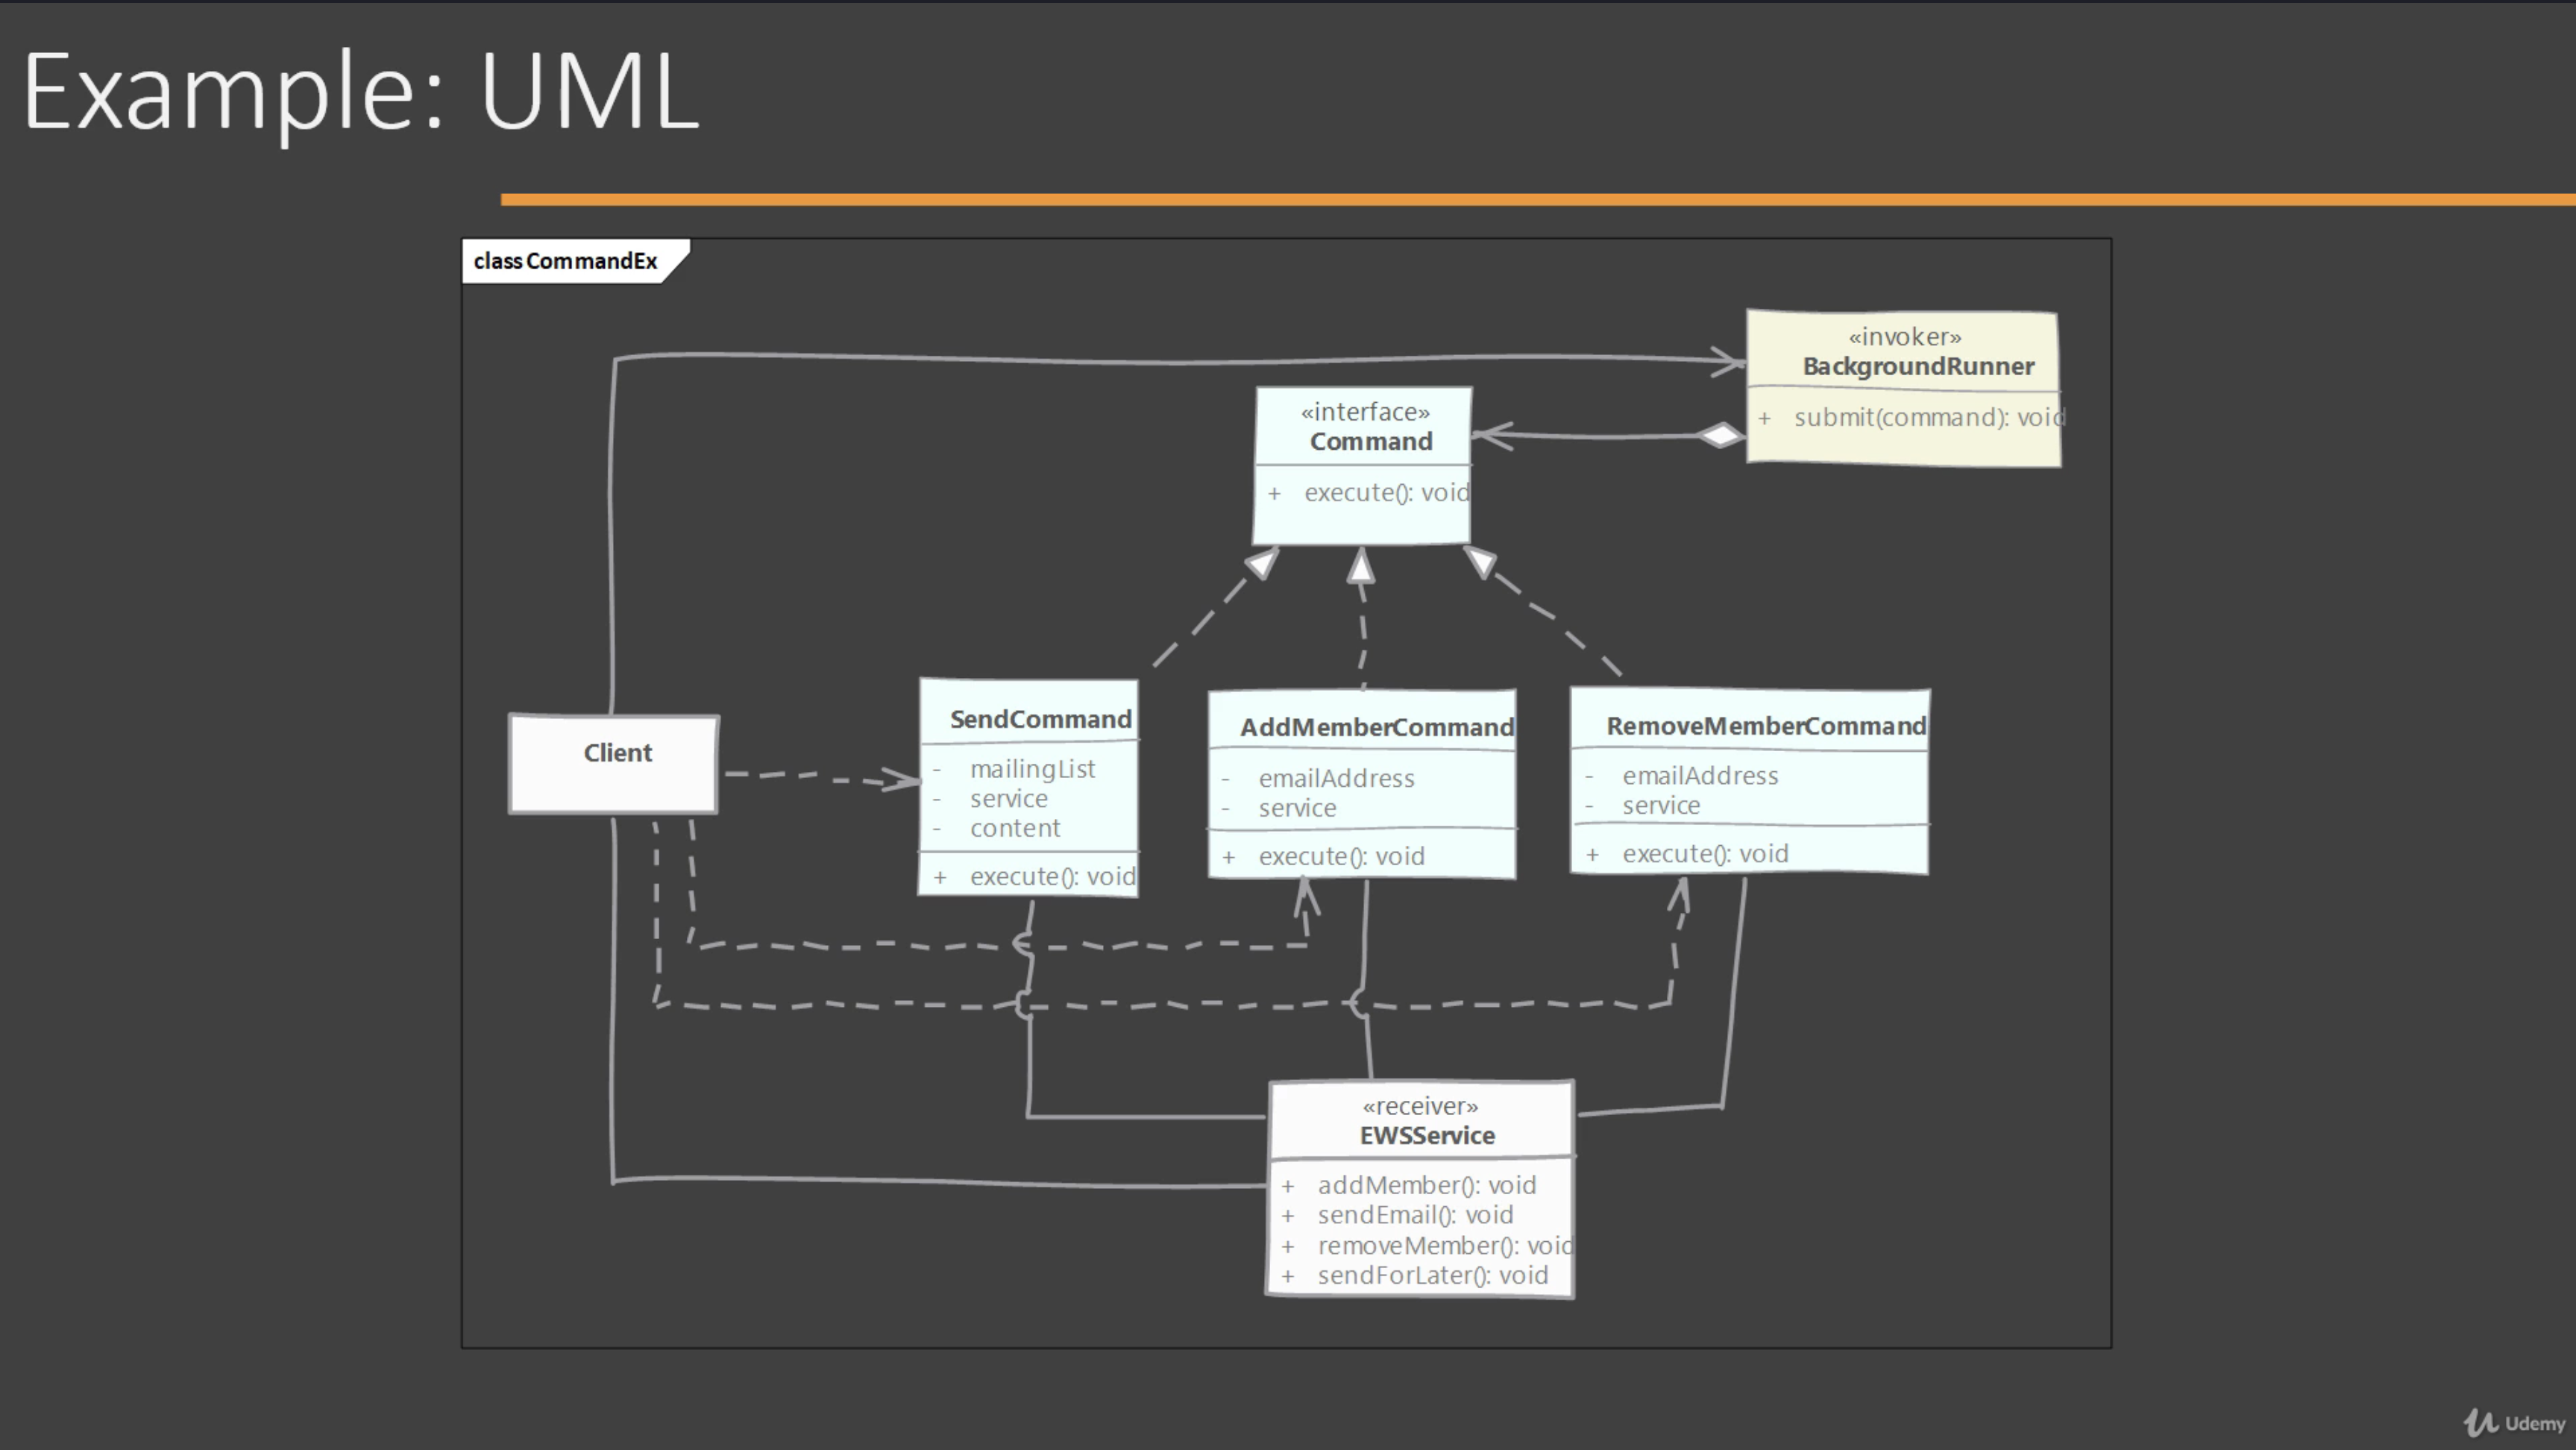 Example: UML
class CommandEx
«invoker»
BackgroundRunner
+ submit(command): void
«interface»
Command
+ execute(): void
Client
SendCommand
- mailingList
- service
- content
+ execute(): void
AddMemberCommand
- emailAddress
- service
+ execute(): void
RemoveMemberCommand
- emailAddress
- service
+ execute(): void
«receiver»
EWSService
+ addMember(): void
+ sendEmail(): void
+ removeMember(): void
+ sendForLater(): void
Udemy